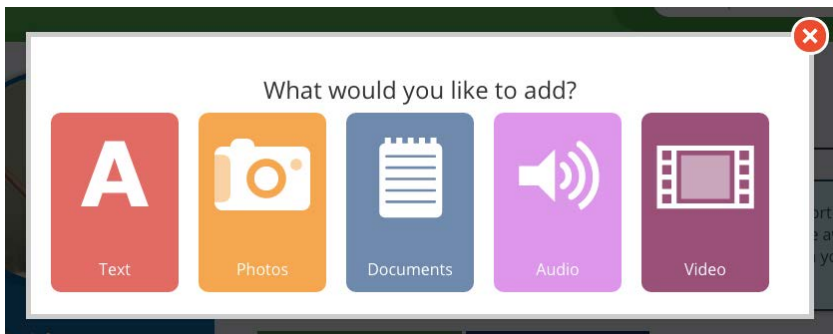 What would you like to add?
A
Text
Photos
Documents
Audio
Video